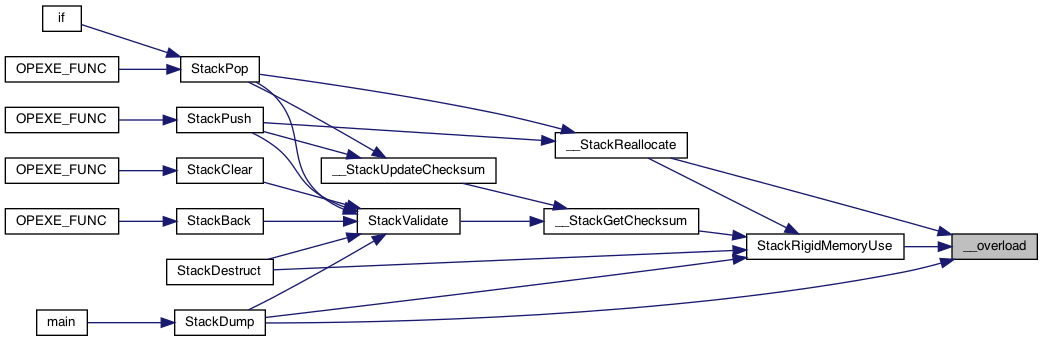 if
OPEXE_FUNC
StackPop
OPEXE_FUNC
StackPush
__StackReallocate
OPEXE_FUNC
StackClear
__StackUpdateChecksum
OPEXE_FUNC
StackBack
StackValidate
__StackGetChecksum
StackRigidMemoryUse
__overload
StackDestruct
main
StackDump